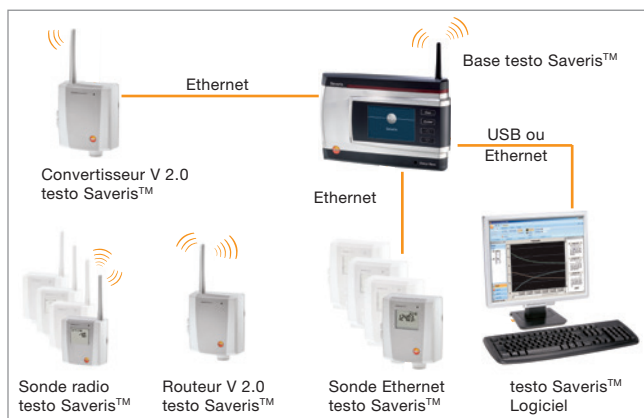 Base testo Saveris™
Ethernet
USB ou
Ethernet
Convertisseur V 2.0
testo Saveris™
Ethernet
Sonde radio
testo Saveris™
Routeur V 2.0
testo Saveris™
Sonde Ethernet
testo Saveris™
testo Saveris™
Logiciel